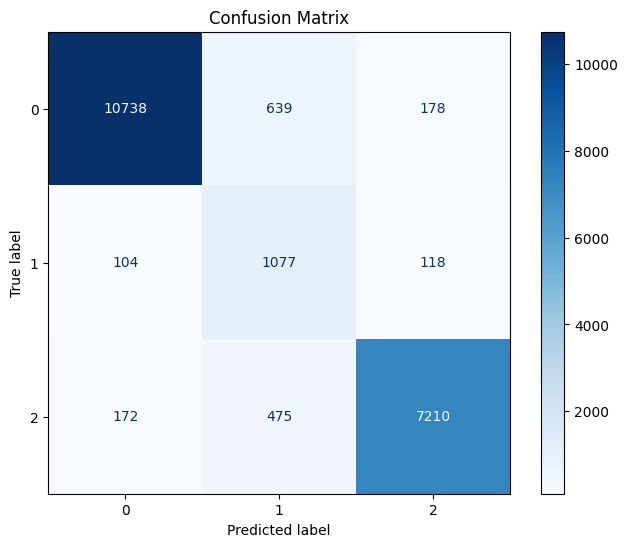 Confusion Matrix
0 10738 639 178
1 104 1077 118
2 172 475 7210
0 1 2
Predicted label
True label
10000
8000
6000
4000
2000